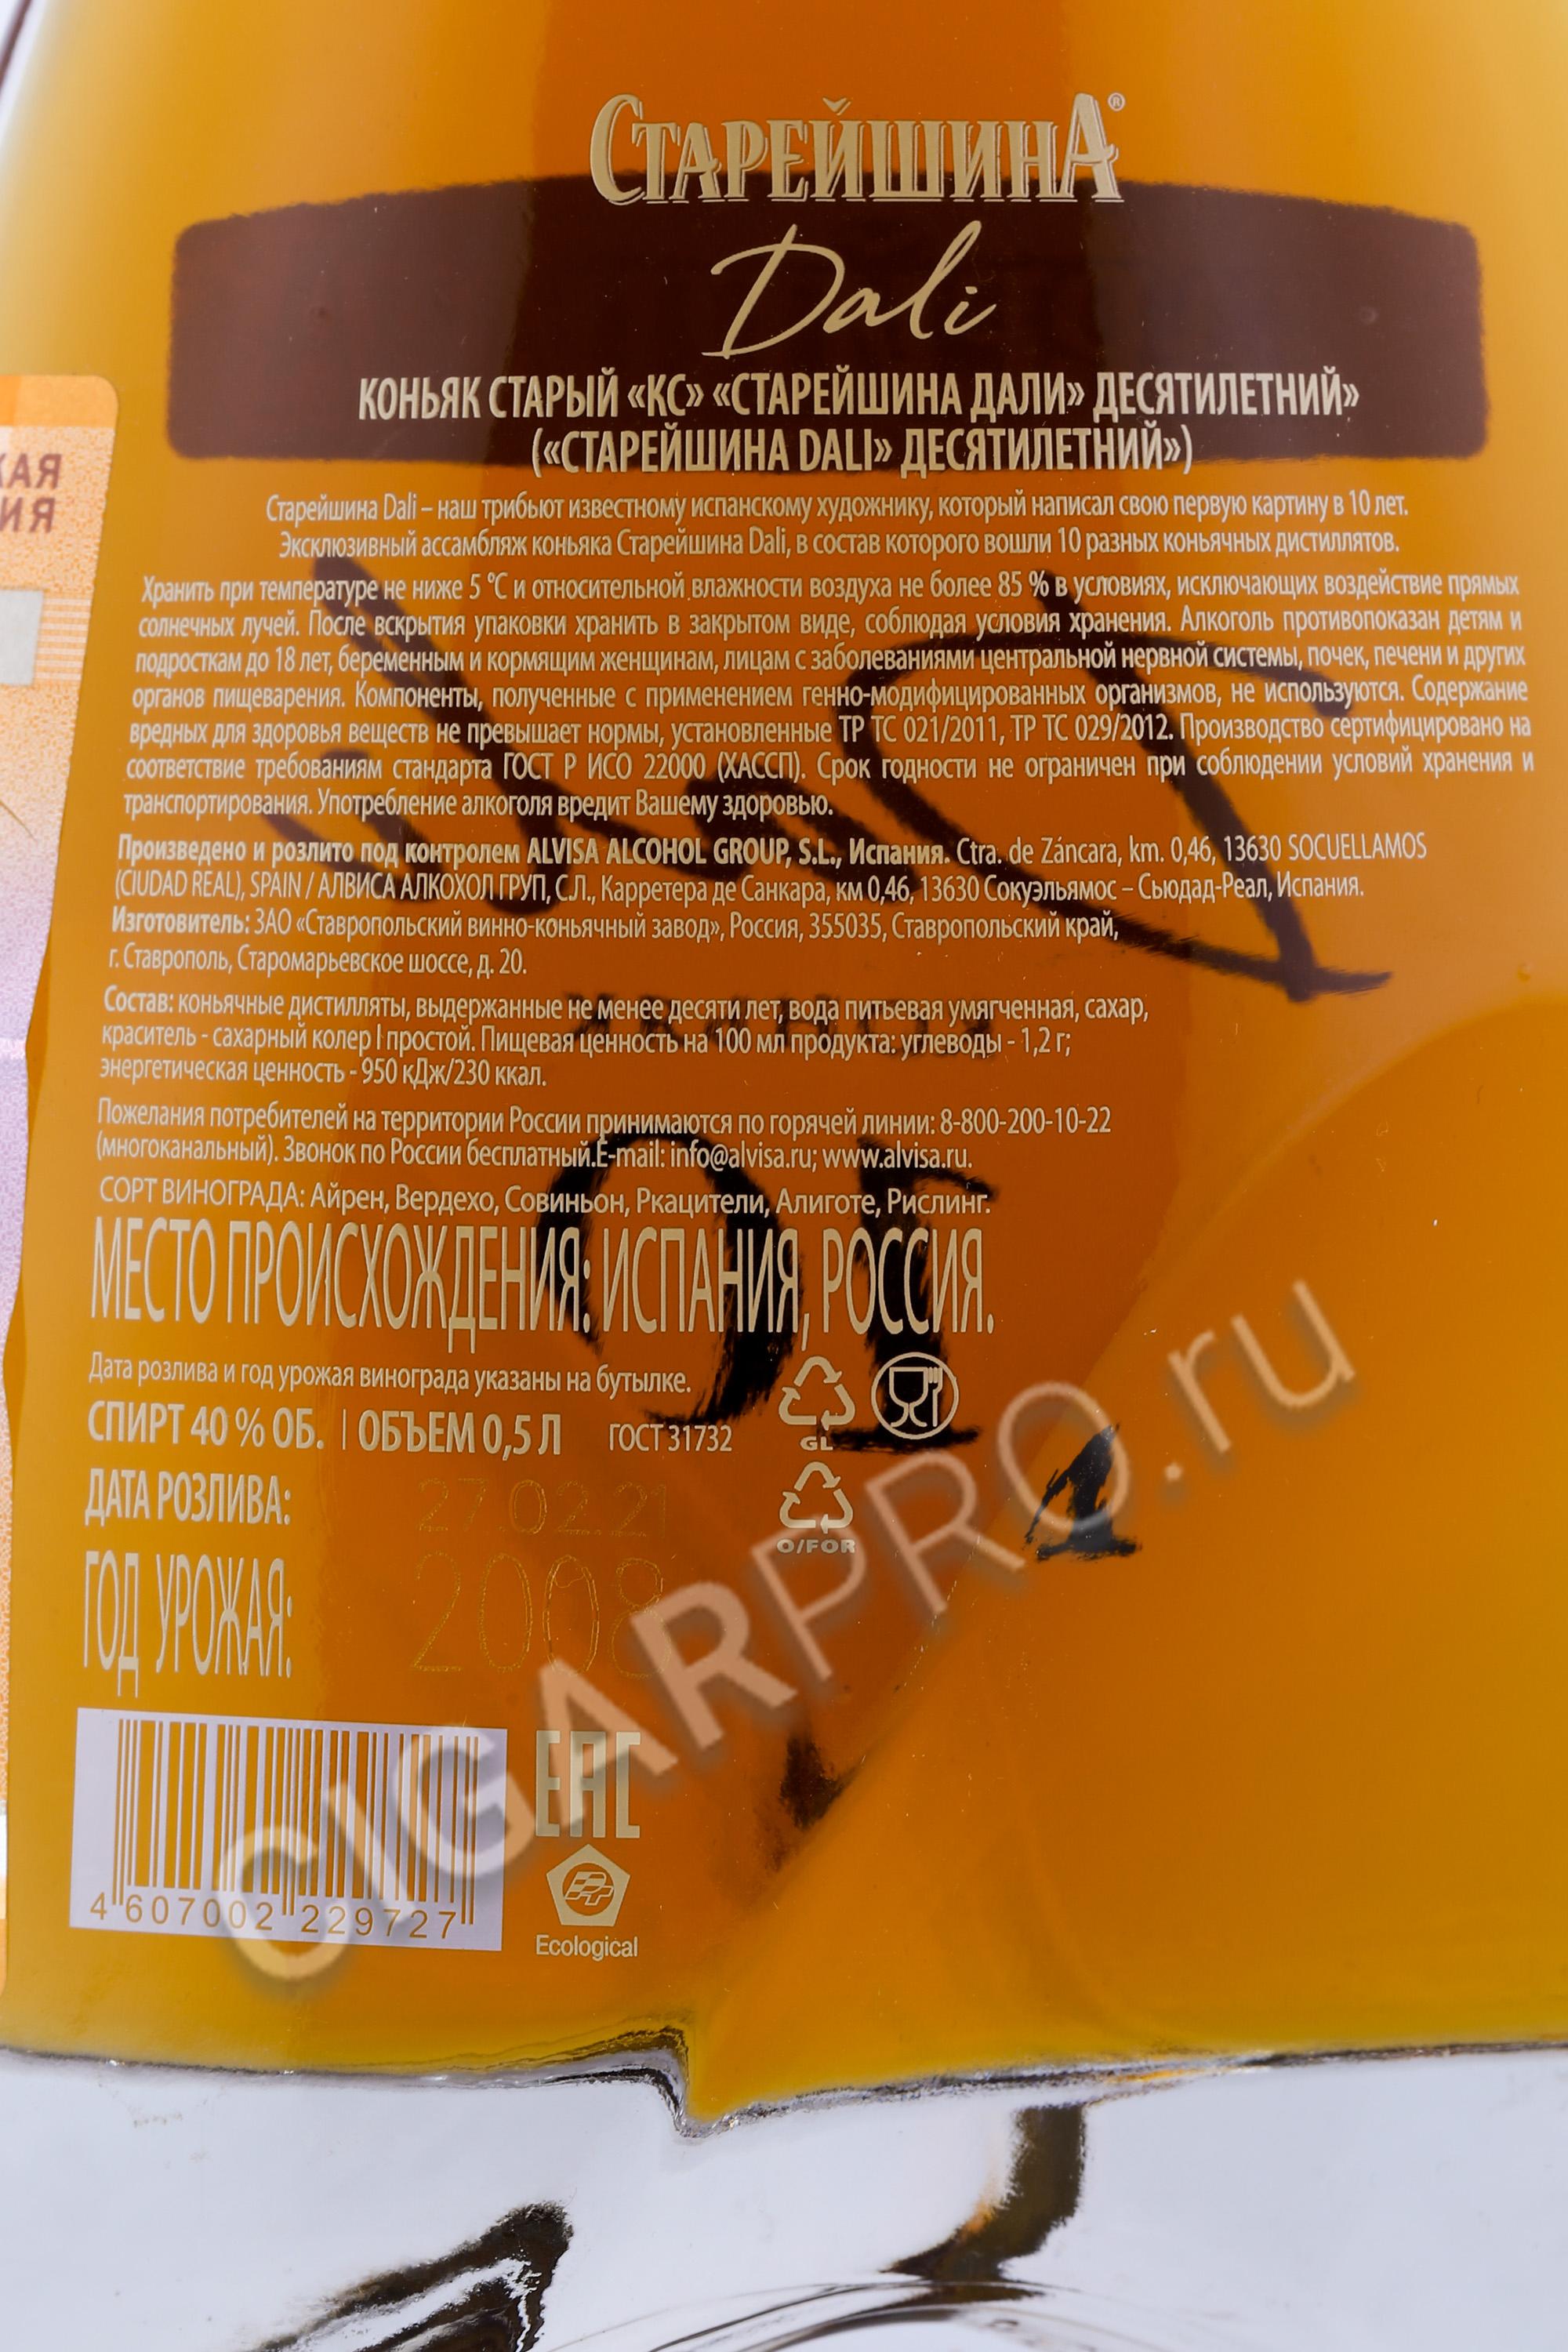 СТАРЕЙШИНА®
Dali
КОНЬЯК СТАРЫЙ «КС» «СТАРЕЙШИНА ДАЛИ» ДЕСЯТИЛЕТНИЙ»
(«СТАРЕЙШИНА DALI» ДЕСЯТИЛЕТНИЙ»)
Старейшина Dali – наш трибьют известному испанскому художнику, который написал свою первую картину в 10 лет.
Эксклюзивный ассамбляж коньяка Старейшина Dali, в состав которого вошли 10 разных коньячных дистиллятов.
Хранить при температуре не ниже 5 °С и относительной влажности воздуха не более 85 % в условиях, исключающих воздействие прямых
солнечных лучей. После вскрытия упаковки хранить в закрытом виде, соблюдая условия хранения. Алкоголь противопоказан детям и
подросткам до 18 лет, беременным и кормящим женщинам, лицам с заболеваниями центральной нервной системы, почек, печени и других
органов пищеварения. Компоненты, полученные с применением генно-модифицированных организмов, не используются. Содержание
вредных для здоровья веществ не превышает нормы, установленные ТР ТС 021/2011, ТР ТС 029/2012. Производство сертифицировано на
соответствие требованиям стандарта ГОСТ Р ИСО 22000 (ХАССП). Срок годности не ограничен при соблюдении условий хранения и
транспортирования. Употребление алкоголя вредит Вашему здоровью.
Произведено и розлито под контролем ALVISA ALCOHOL GROUP, S.L., Испания. Ctra. de Záncara, km. 0,46, 13630 SOCUELLAMOS
(CIUDAD REAL), SPAIN / АЛВИСА АЛКОХОЛ ГРУП, С.Л., Карретера де Санкара, км 0,46, 13630 Сокуэльямос – Сьюдад-Реал, Испания.
Изготовитель: ЗАО «Ставропольский винно-коньячный завод», Россия, 355035, Ставропольский край,
г. Ставрополь, Старомарьевское шоссе, д. 20.
Состав: коньячные дистилляты, выдержанные не менее десяти лет, вода питьевая умягченная, сахар,
краситель - сахарный колер I простой. Пищевая ценность на 100 мл продукта: углеводы - 1,2 г;
энергетическая ценность - 950 кДж/230 ккал.
Пожелания потребителей на территории России принимаются по горячей линии: 8-800-200-10-22
(многоканальный). Звонок по России бесплатный.E-mail: info@alvisa.ru; www.alvisa.ru.
СОРТ ВИНОГРАДА: Айрен, Вердехо, Совиньон, Ркацители, Алиготе, Рислинг.
МЕСТО ПРОИСХОЖДЕНИЯ: ИСПАНИЯ, РОССИЯ.
Дата розлива и год урожая винограда указаны на бутылке.
СПИРТ 40 % ОБ. | ОБЪЕМ 0,5 Л ГОСТ 31732
GL
ДАТА РОЗЛИВА: 27.02.21
O/FOR
ГОД УРОЖАЯ: 2008
4 607002 229727
EAC
Ecological
Dali
10
CIGARPRO.ru